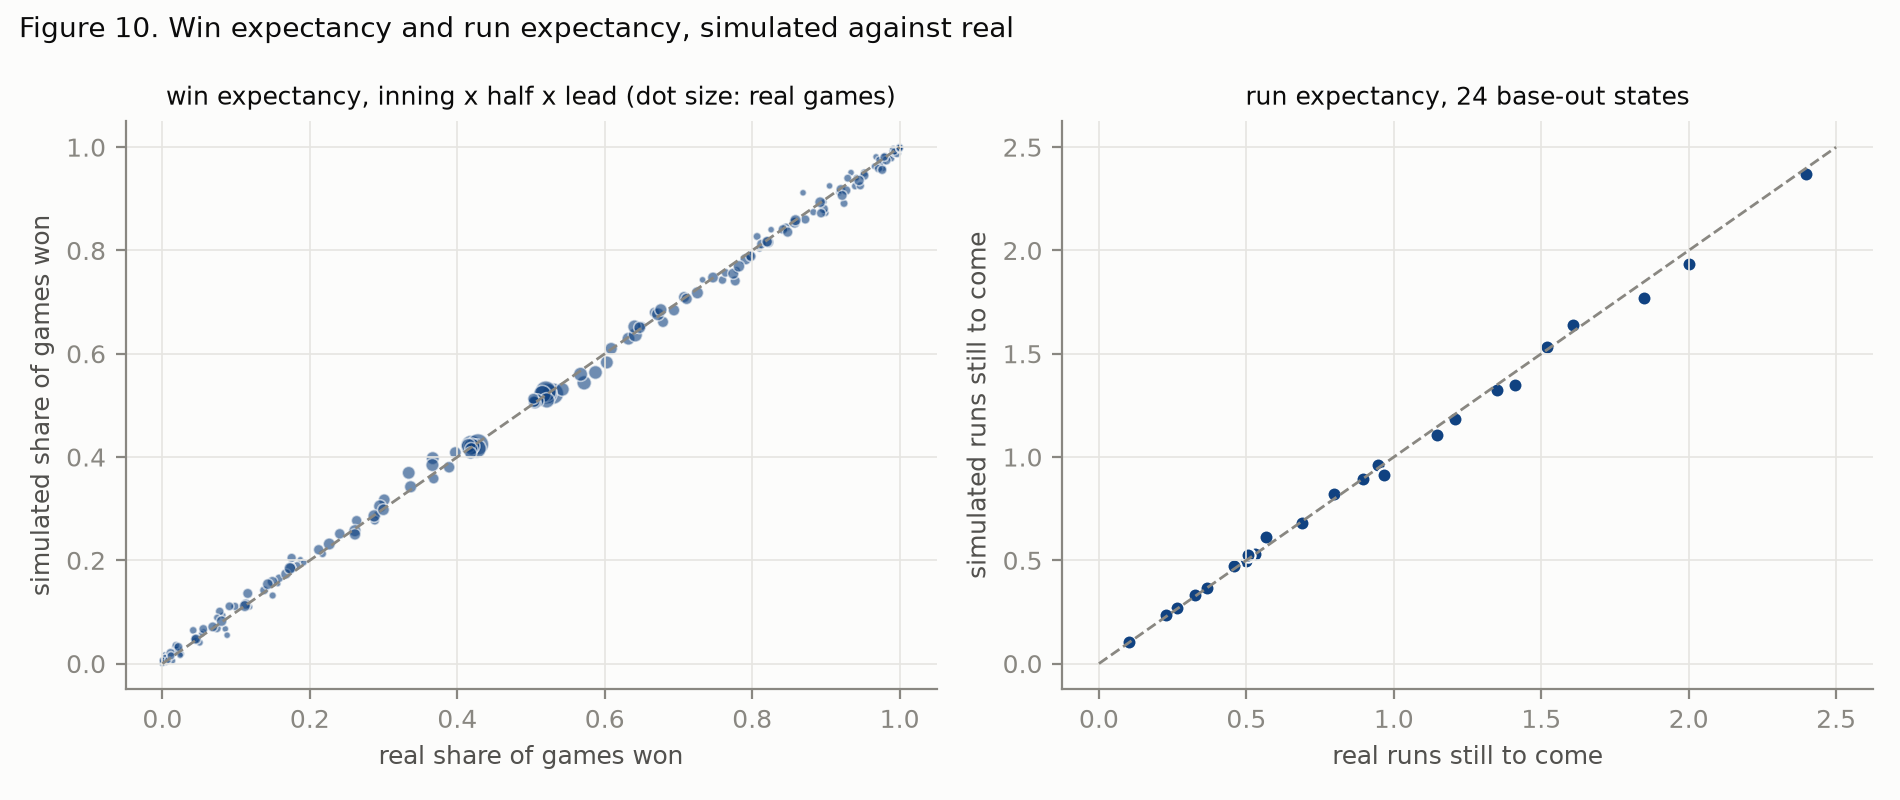 Figure 10. Win expectancy and run expectancy, simulated against real
win expectancy, inning x half x lead (dot size: real games)
simulated share of games won
1.0
0.8
0.6
0.4
0.2
0.0
0.0 0.2 0.4 0.6 0.8 1.0
real share of games won
run expectancy, 24 base-out states
simulated runs still to come
2.5
2.0
1.5
1.0
0.5
0.0
0.0 0.5 1.0 1.5 2.0 2.5
real runs still to come